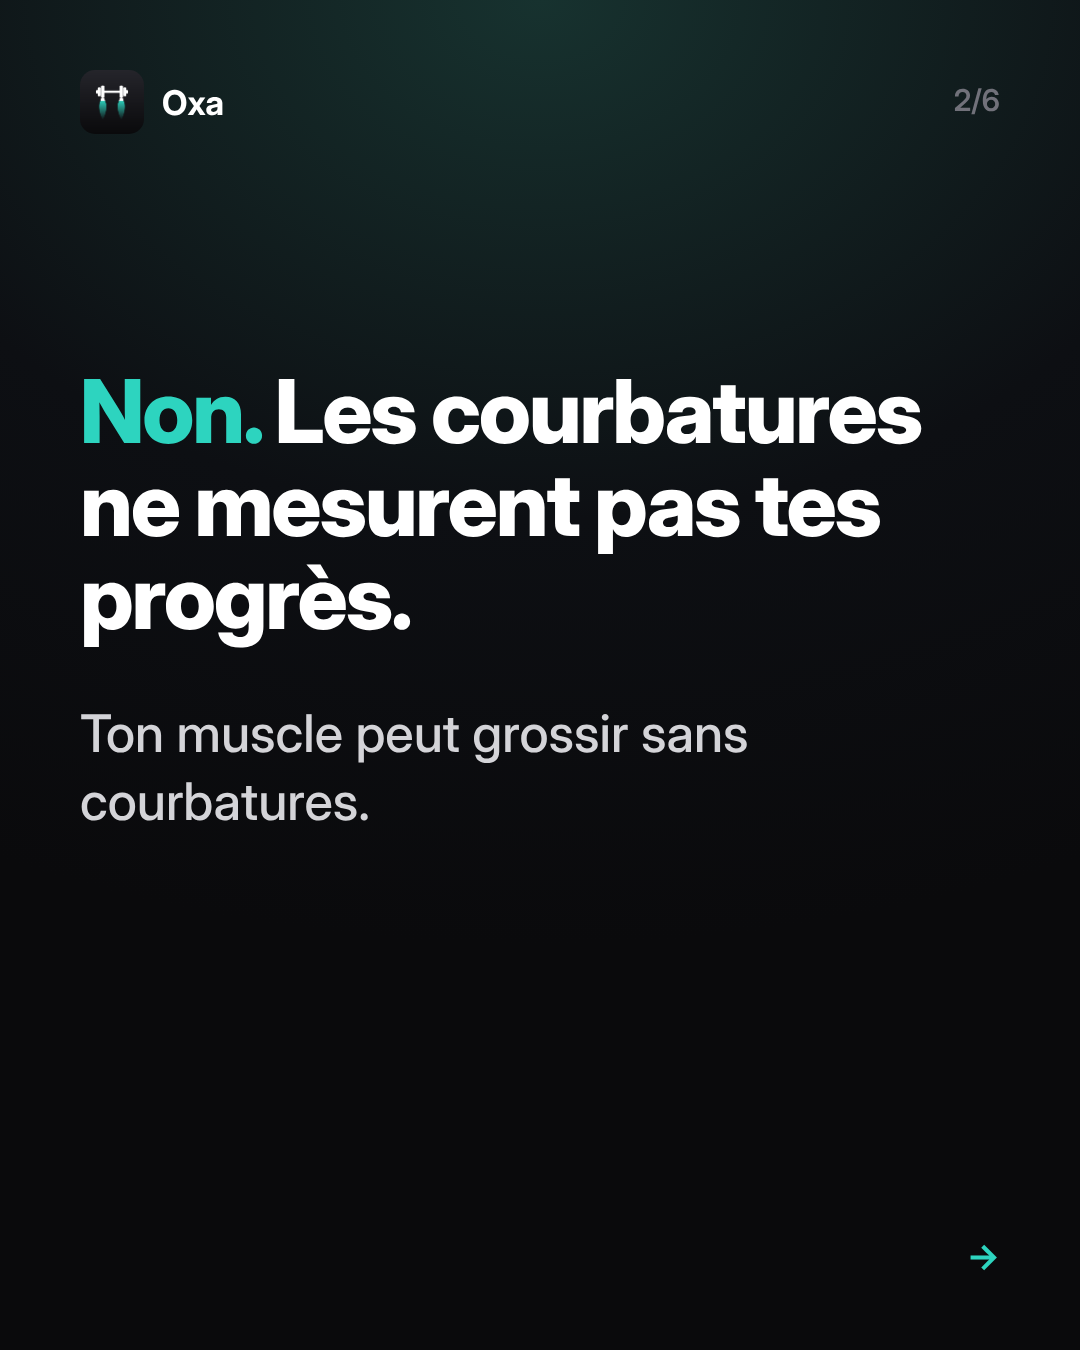 Oxa
2/6
Non. Les courbatures
ne mesurent pas tes
progrès.
Ton muscle peut grossir sans
courbatures.
→